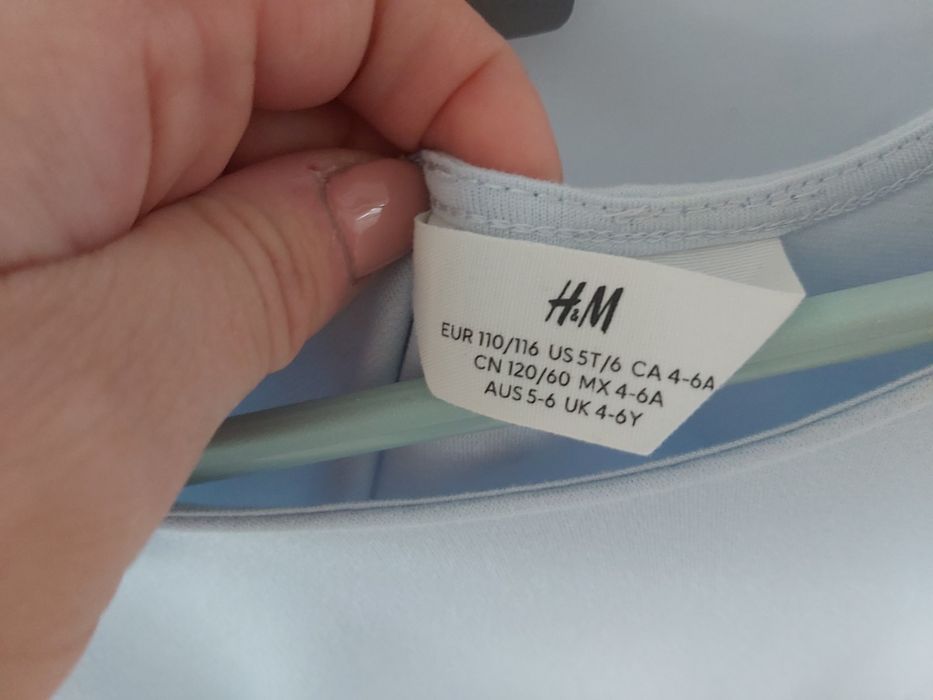 H&M
EUR 110/116 US 5T/6 CA 4-6A
CN 120/60 MX 4-6A
AUS 5-6 UK 4-6Y